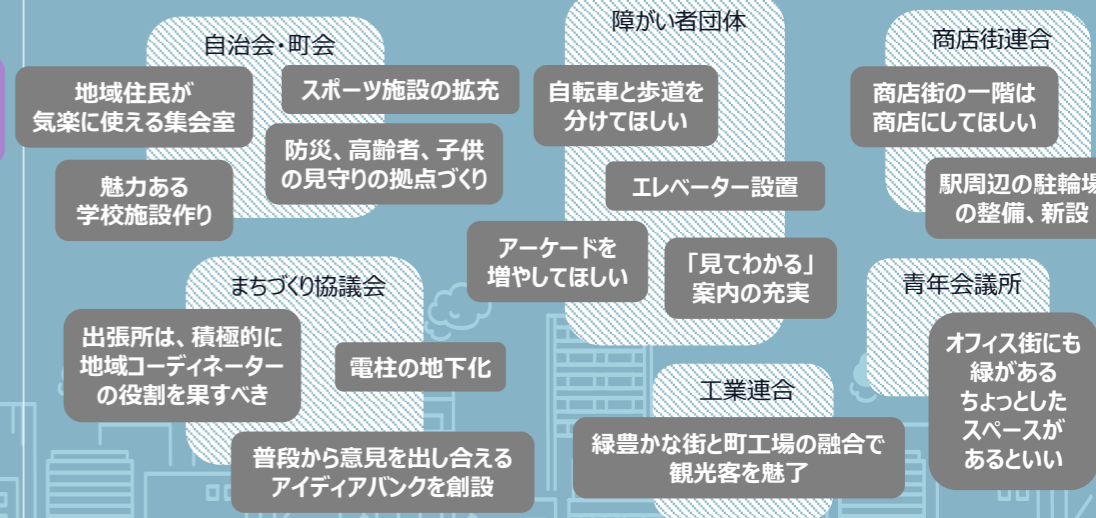 自治会・町会
地域住民が
気楽に使える集会室
スポーツ施設の拡充
防災、高齢者、子供
の見守りの拠点づくり
魅力ある
学校施設作り
障がい者団体
自転車と歩道を
分けてほしい
エレベーター設置
アーケードを
増やしてほしい
「見てわかる」
案内の充実
商店街連合
商店街の一階は
商店にしてほしい
駅周辺の駐輪場
の整備、新設
まちづくり協議会
出張所は、積極的に
地域コーディネーター
の役割を果すべき
電柱の地下化
普段から意見を出し合える
アイディアバンクを創設
工業連合
緑豊かな街と町工場の融合で
観光客を魅了
青年会議所
オフィス街にも
緑がある
ちょっとした
スペースが
あるといい